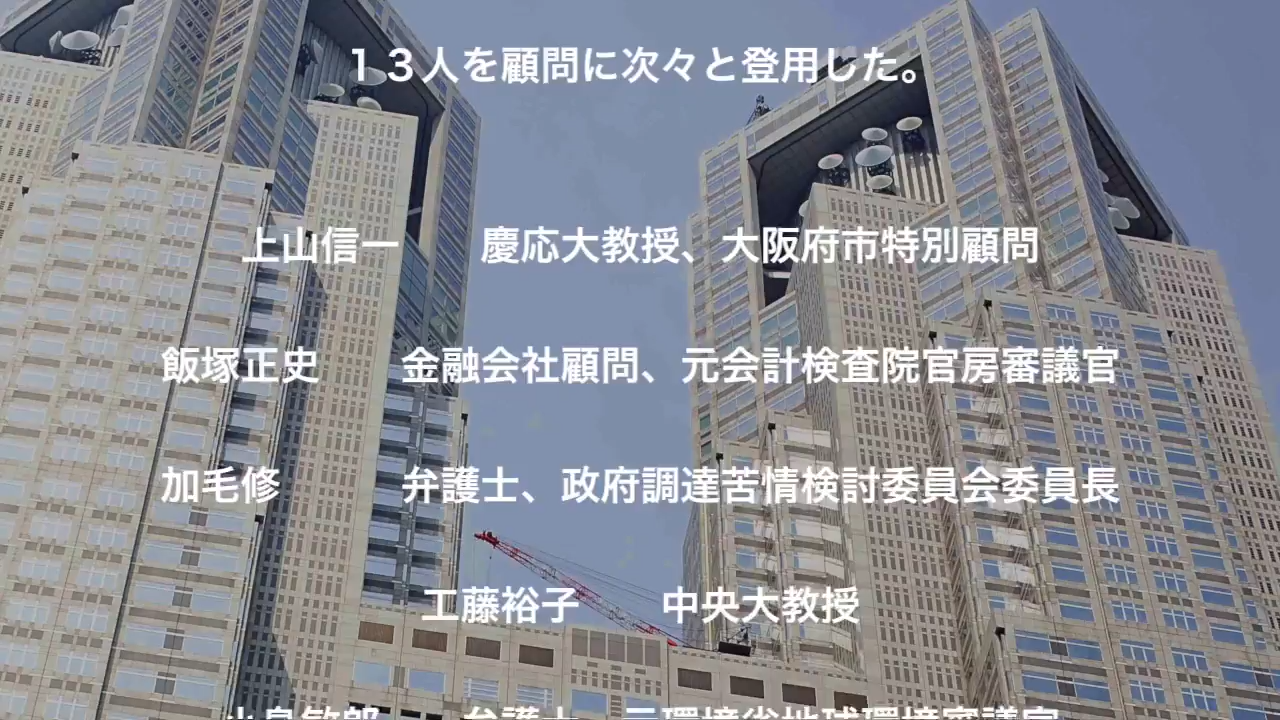 １３人を顧問に次々と登用した。
上山信一　　慶応大教授、大阪府市特別顧問
飯塚正史　　金融会社顧問、元会計検査院官房審議官
加毛修　　　弁護士、政府調達苦情検討委員会委員長
工藤裕子　　中央大教授